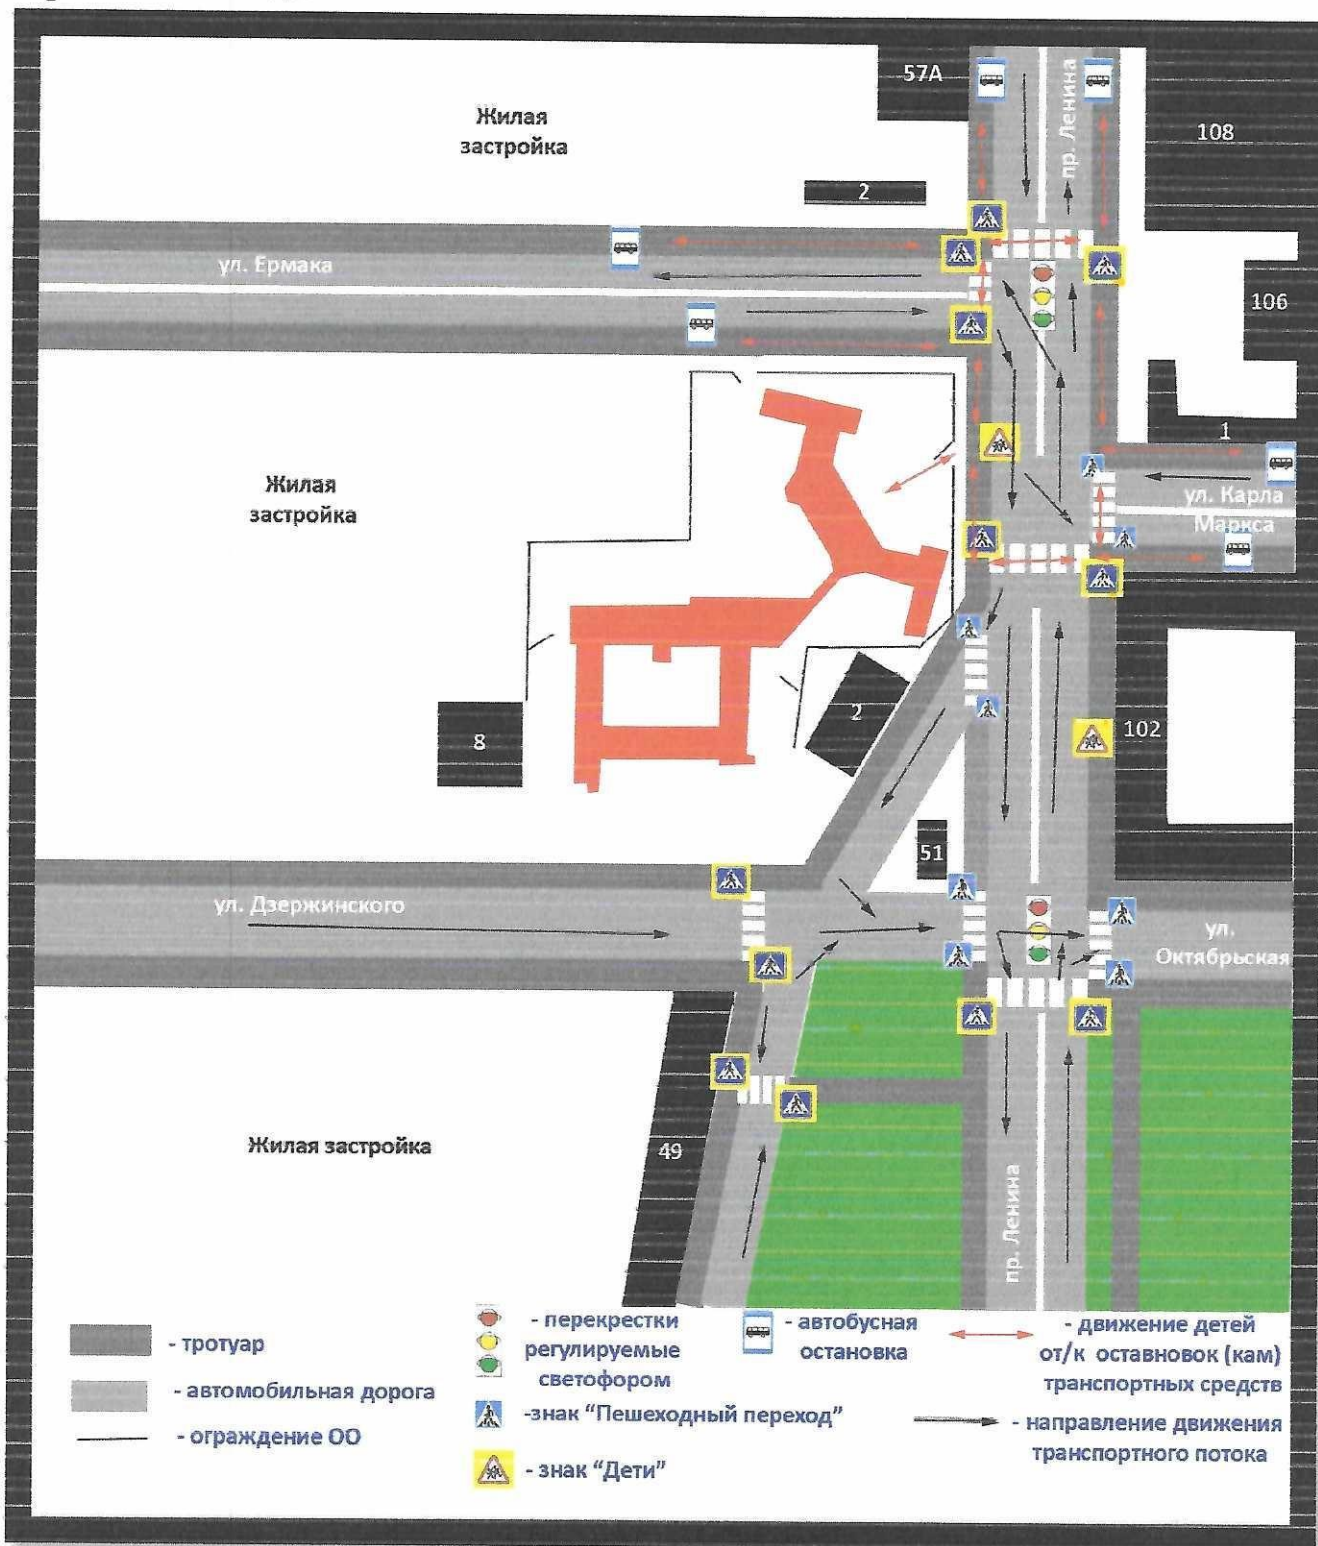 57А
пр. Ленина
108
Жилая
застройка
2
ул. Ермака
106
1
Жилая
застройка
ул. Карла
Маркса
2
102
8
51
ул. Дзержинского
ул.
Октябрьская
Жилая застройка
49
пр. Ленина
- тротуар
- автомобильная дорога
- ограждение ОО
- перекрестки
регулируемые
светофором
-знак “Пешеходный переход”
- знак “Дети”
- автобусная
остановка
- движение детей
от/к оставновок (кам)
транспортных средств
- направление движения
транспортного потока